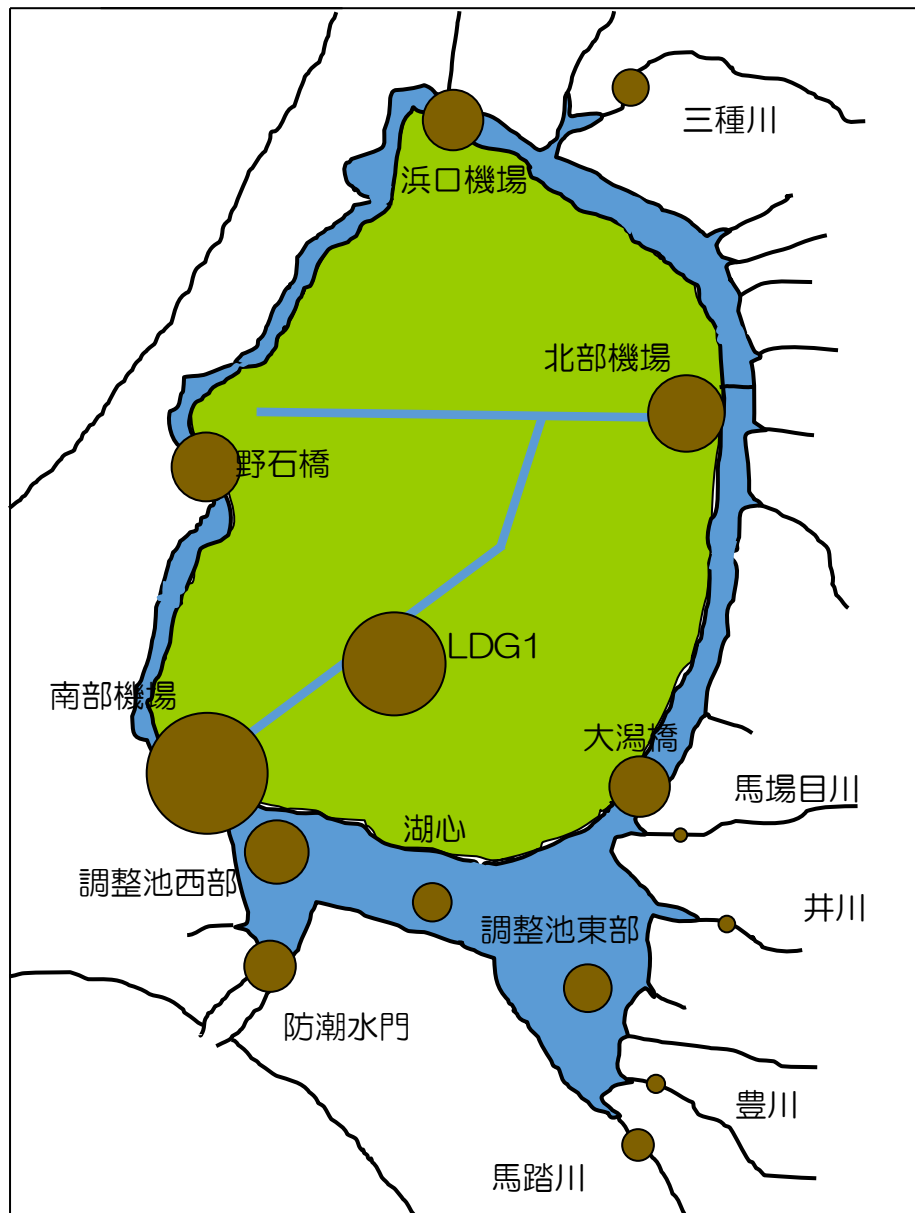 三種川
浜口機場
北部機場
野石橋
LDG1
南部機場
大潟橋
馬場目川
湖心
調整池西部
井川
調整池東部
防潮水門
豊川
馬踏川